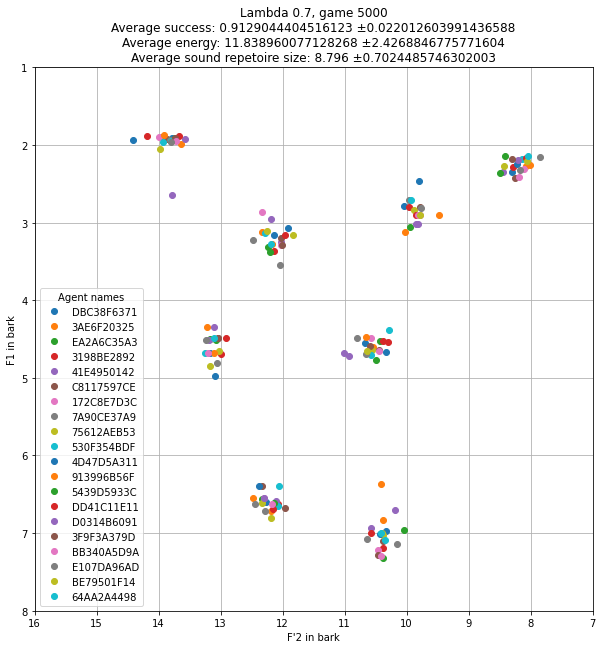 Lambda 0.7, game 5000
Average success: 0.9129044404516123 ±0.022012603991436588
Average energy: 11.838960077128268 ±2.4268846775771604
Average sound repetoire size: 8.796 ±0.7024485746302003
1
2
3
4
5
6
7
8
F1 in bark
Agent names
DBC38F6371
3AE6F20325
EA2A6C35A3
3198BE2892
41E4950142
C8117597CE
172C8E7D3C
7A90CE37A9
75612AEB53
530F354BDF
4D47D5A311
913996B56F
5439D5933C
DD41C11E11
D0314B6091
3F9F3A379D
BB340A5D9A
E107DA96AD
BE79501F14
64AA2A4498
16 15 14 13 12 11 10 9 8 7
F'2 in bark